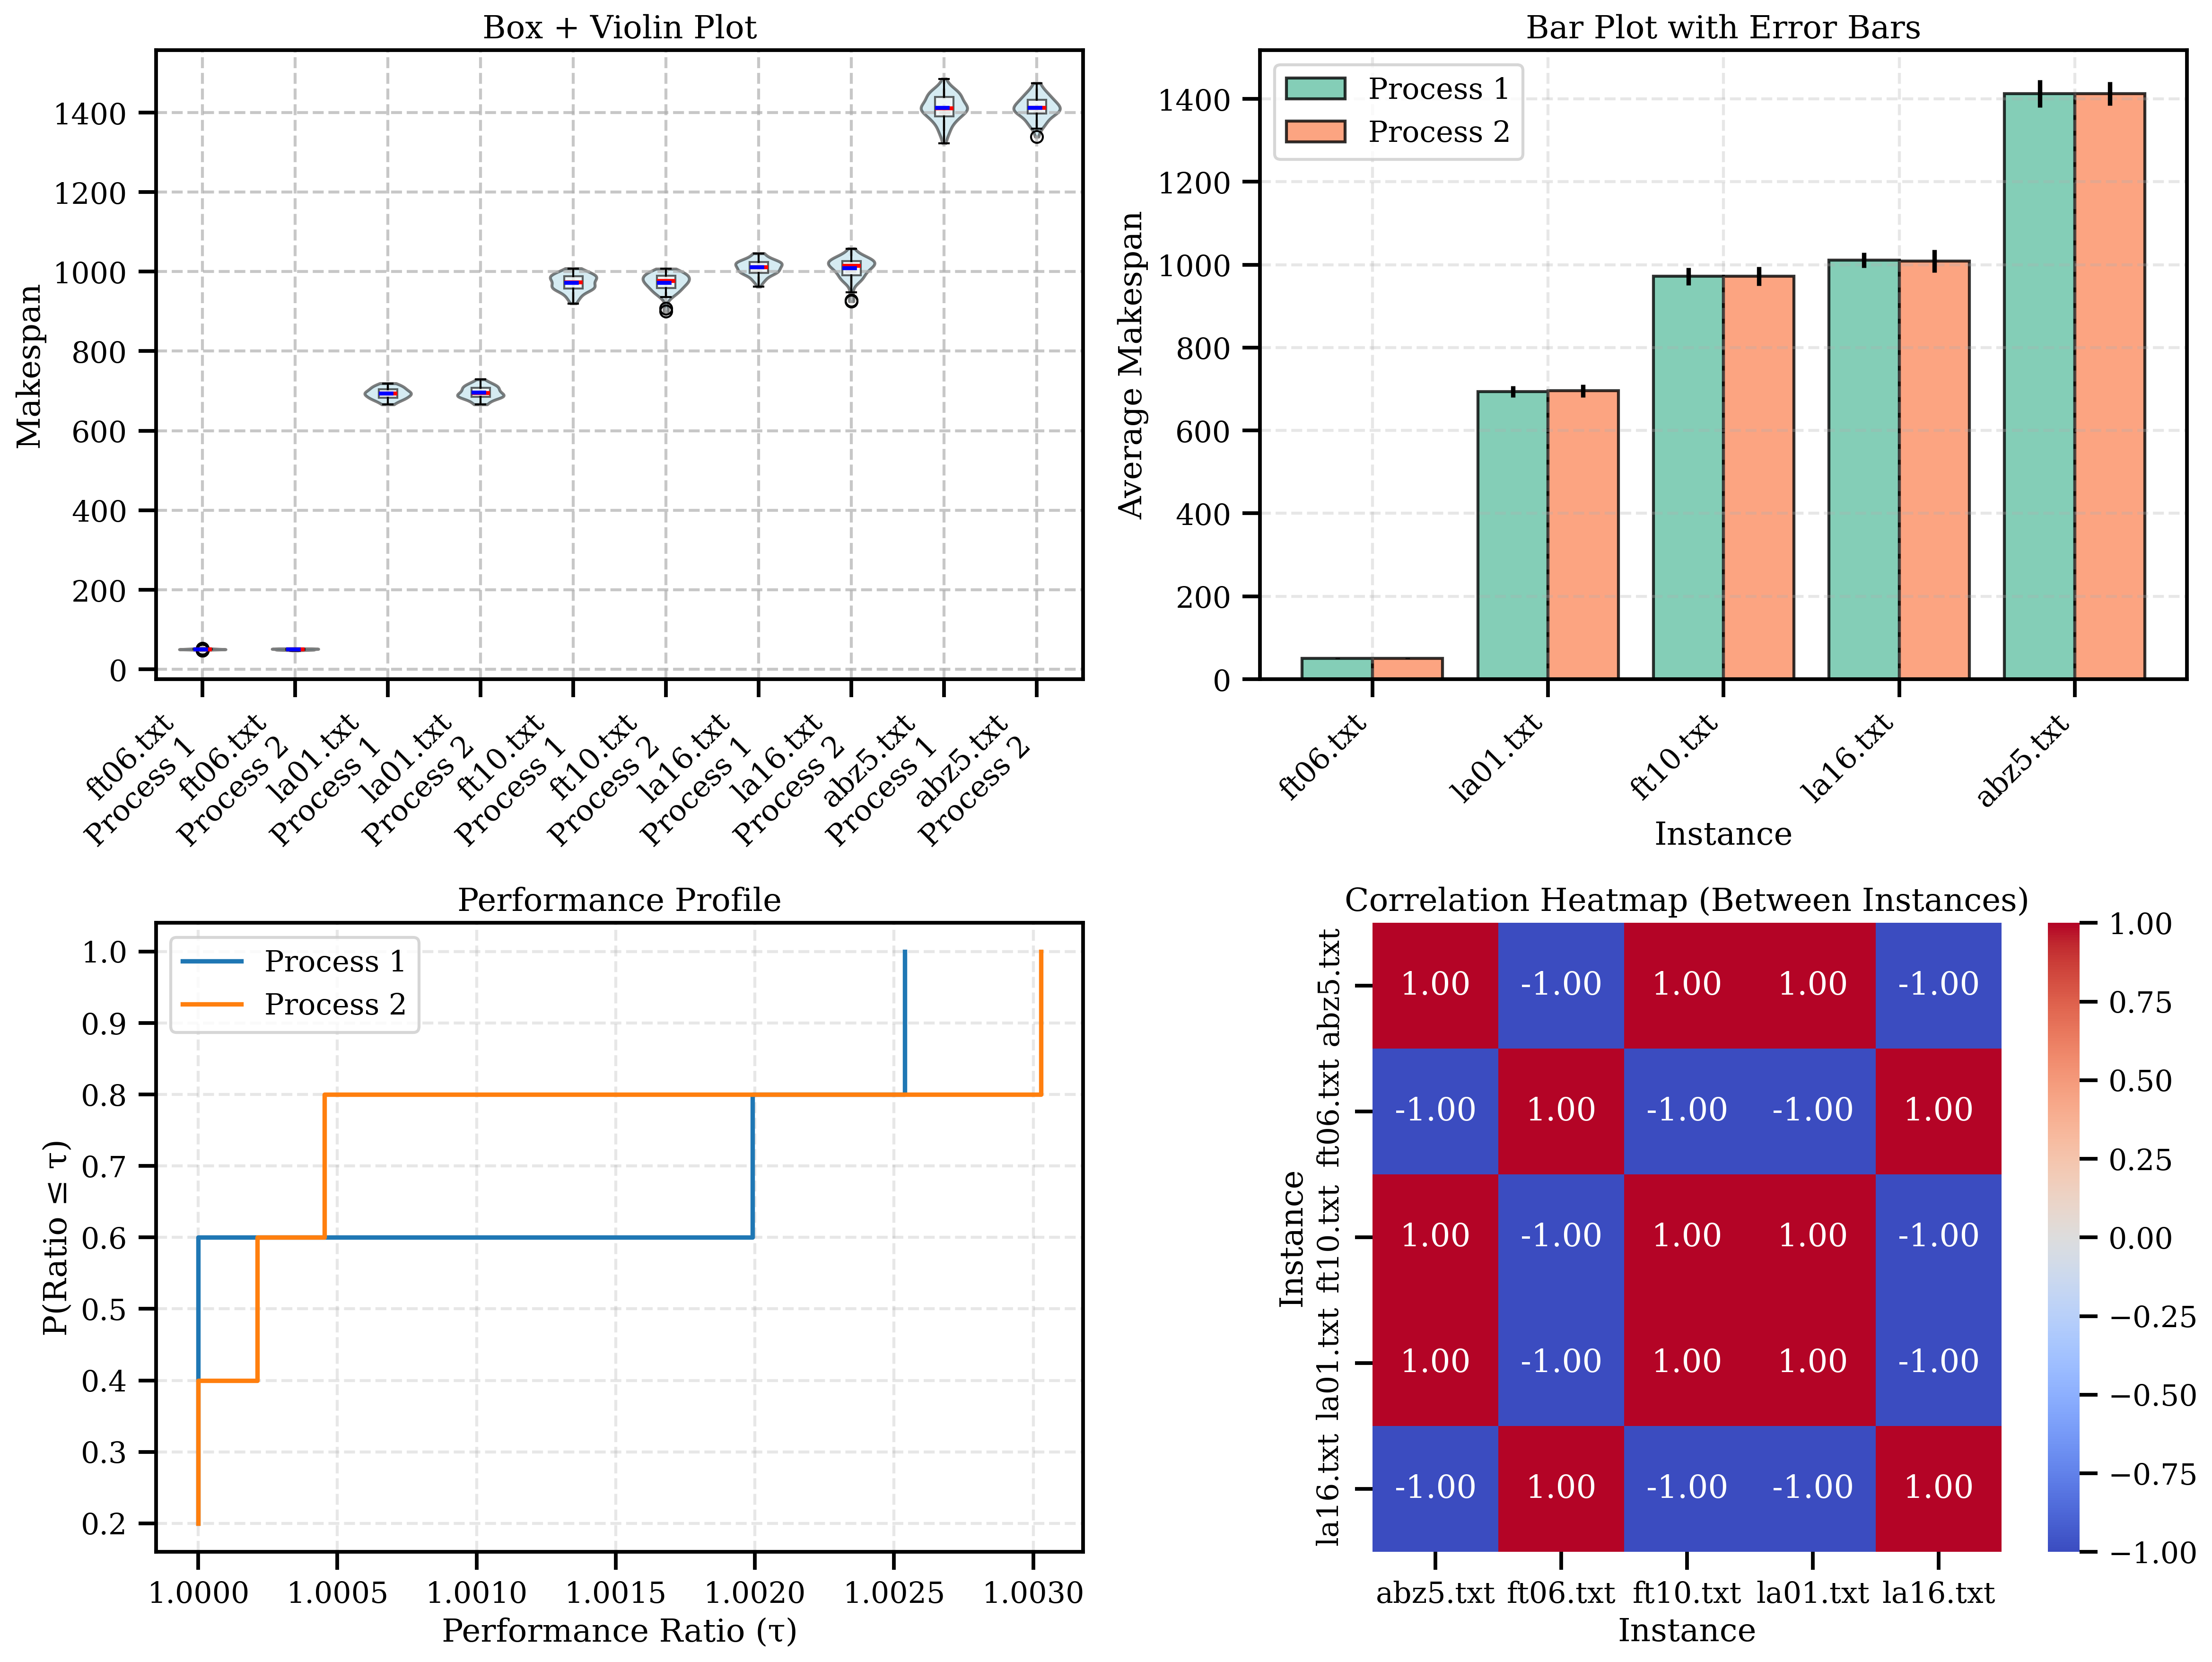 Box + Violin Plot
Makespan
1400
1200
1000
800
600
400
200
0
ft06.txt
Process 1
ft06.txt
Process 2
la01.txt
Process 1
la01.txt
Process 2
ft10.txt
Process 1
ft10.txt
Process 2
la16.txt
Process 1
la16.txt
Process 2
abz5.txt
Process 1
abz5.txt
Process 2
Bar Plot with Error Bars
Process 1
Process 2
Average Makespan
1400
1200
1000
800
600
400
200
0
ft06.txt
la01.txt
ft10.txt
la16.txt
abz5.txt
Instance
Performance Profile
Process 1
Process 2
P(Ratio ≤ τ)
1.0
0.9
0.8
0.7
0.6
0.5
0.4
0.3
0.2
1.0000 1.0005 1.0010 1.0015 1.0020 1.0025 1.0030
Performance Ratio (τ)
Correlation Heatmap (Between Instances)
Instance
abz5.txt
ft06.txt
ft10.txt
la01.txt
la16.txt
1.00 -1.00 1.00 1.00 -1.00
-1.00 1.00 -1.00 -1.00 1.00
1.00 -1.00 1.00 1.00 -1.00
1.00 -1.00 1.00 1.00 -1.00
-1.00 1.00 -1.00 -1.00 1.00
abz5.txt ft06.txt ft10.txt la01.txt la16.txt
Instance
1.00
0.75
0.50
0.25
0.00
−0.25
−0.50
−0.75
−1.00